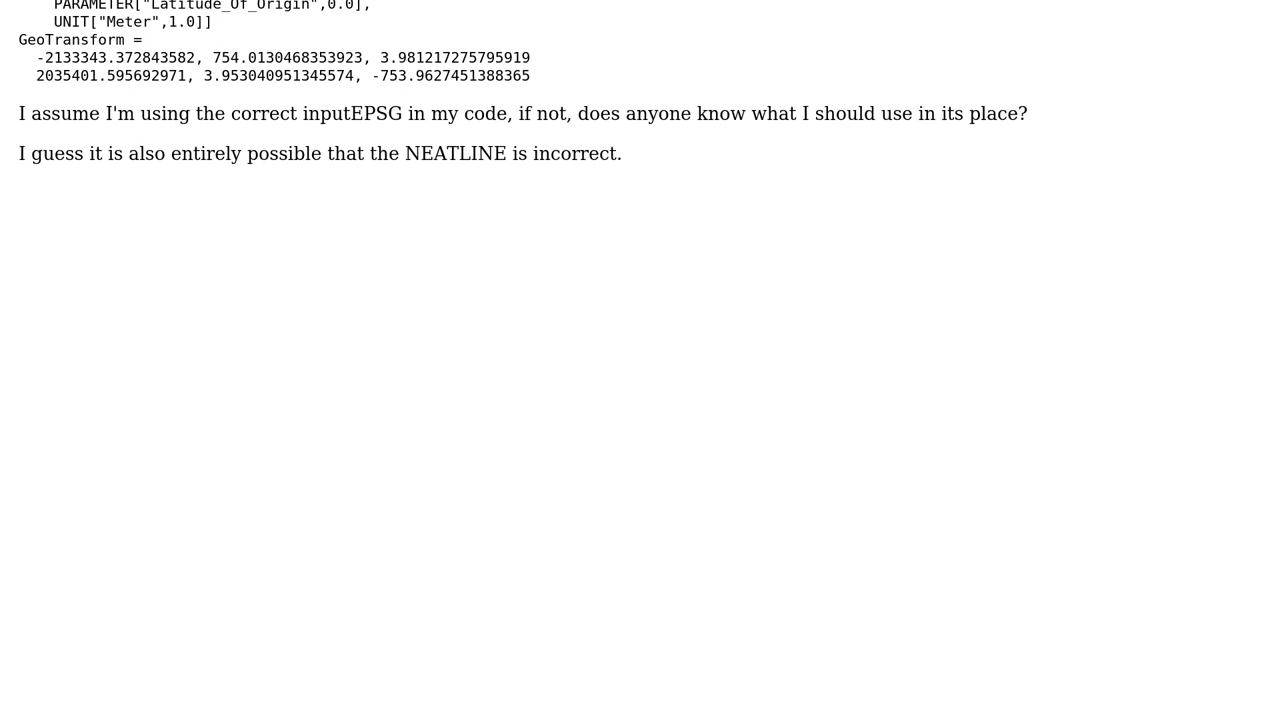 PARAMETER["Latitude_Of_Origin",0.0],
UNIT["Meter",1.0]]
GeoTransform =
-2133343.372843582, 754.0130468353923, 3.981217275795919
2035401.595692971, 3.953040951345574, -753.9627451388365
I assume I'm using the correct inputEPSG in my code, if not, does anyone know what I should use in its place?
I guess it is also entirely possible that the NEATLINE is incorrect.